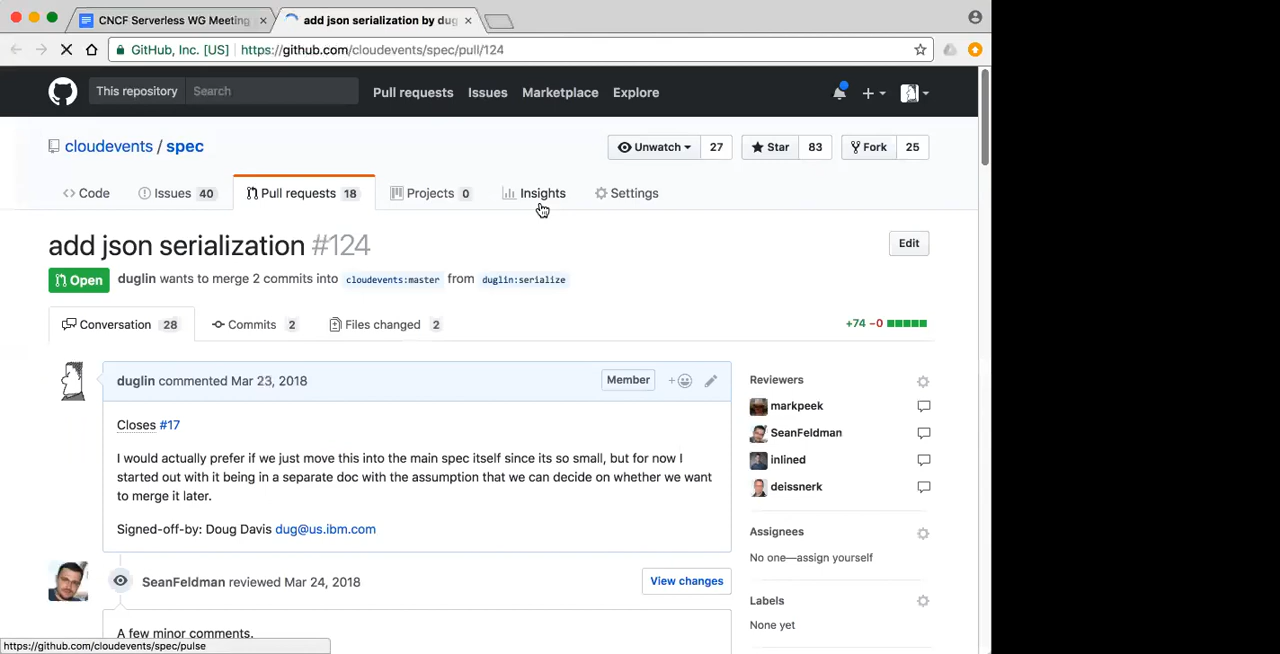 CNCF Serverless WG Meeting
add json serialization by dug
GitHub, Inc. [US]
https://github.com/cloudevents/spec/pull/124
This repository
Search
Pull requests
Issues
Marketplace
Explore
cloudevents / spec
Unwatch
27
Star
83
Fork
25
Code
Issues 40
Pull requests 18
Projects 0
Insights
Settings
add json serialization #124
Edit
Open
duglin wants to merge 2 commits into cloudevents:master from duglin:serialize
Conversation 28
Commits 2
Files changed 2
+74 −0
duglin commented Mar 23, 2018
Member
Closes #17
I would actually prefer if we just move this into the main spec itself since its so small, but for now I
started out with it being in a separate doc with the assumption that we can decide on whether we want
to merge it later.
Signed-off-by: Doug Davis dug@us.ibm.com
SeanFeldman reviewed Mar 24, 2018
View changes
A few minor comments.
Reviewers
markpeek
SeanFeldman
inlined
deissnerk
Assignees
No one—assign yourself
Labels
None yet
https://github.com/cloudevents/spec/pulse